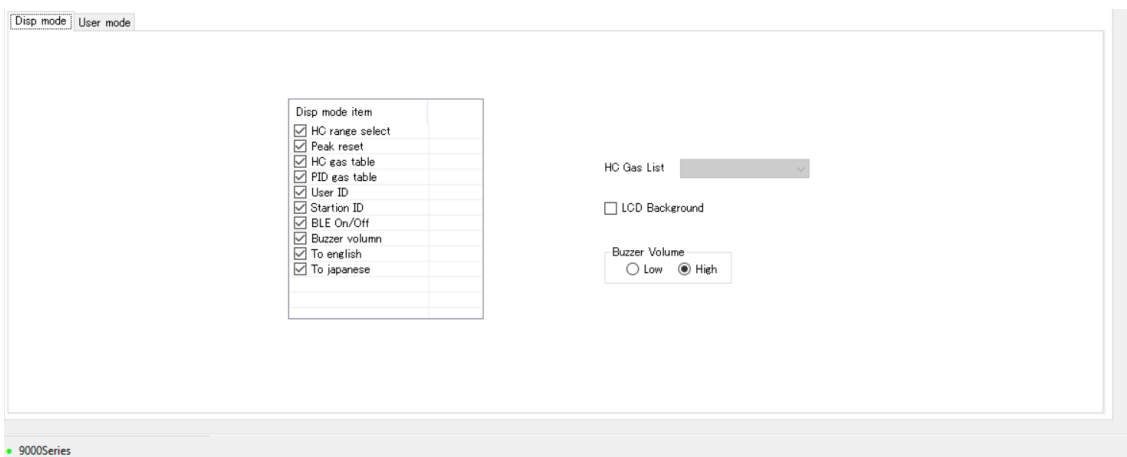 Disp mode User mode
Disp mode item
HC range select
Peak reset
HC gas table
PID gas table
User ID
Startion ID
BLE On/Off
Buzzer volumn
To english
To japanese
HC Gas List
LCD Background
Buzzer Volume
Low High
9000Series